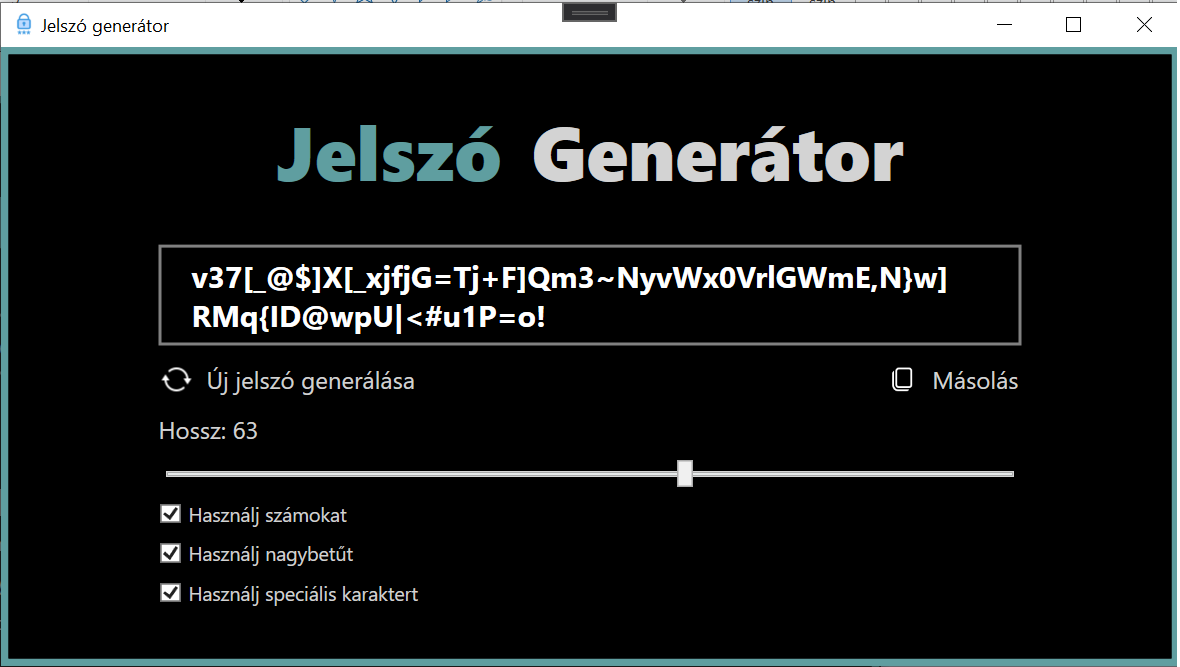 Jelszó generátor
Jelszó Generátor
v37[_@$]X[_xjfjG=Tj+F]Qm3~NyvWx0VrlGWmE,N}w]
RMq{ID@wpU|<#u1P=o!
Új jelszó generálása
Másolás
Hossz: 63
Használj számokat
Használj nagybetűt
Használj speciális karaktert